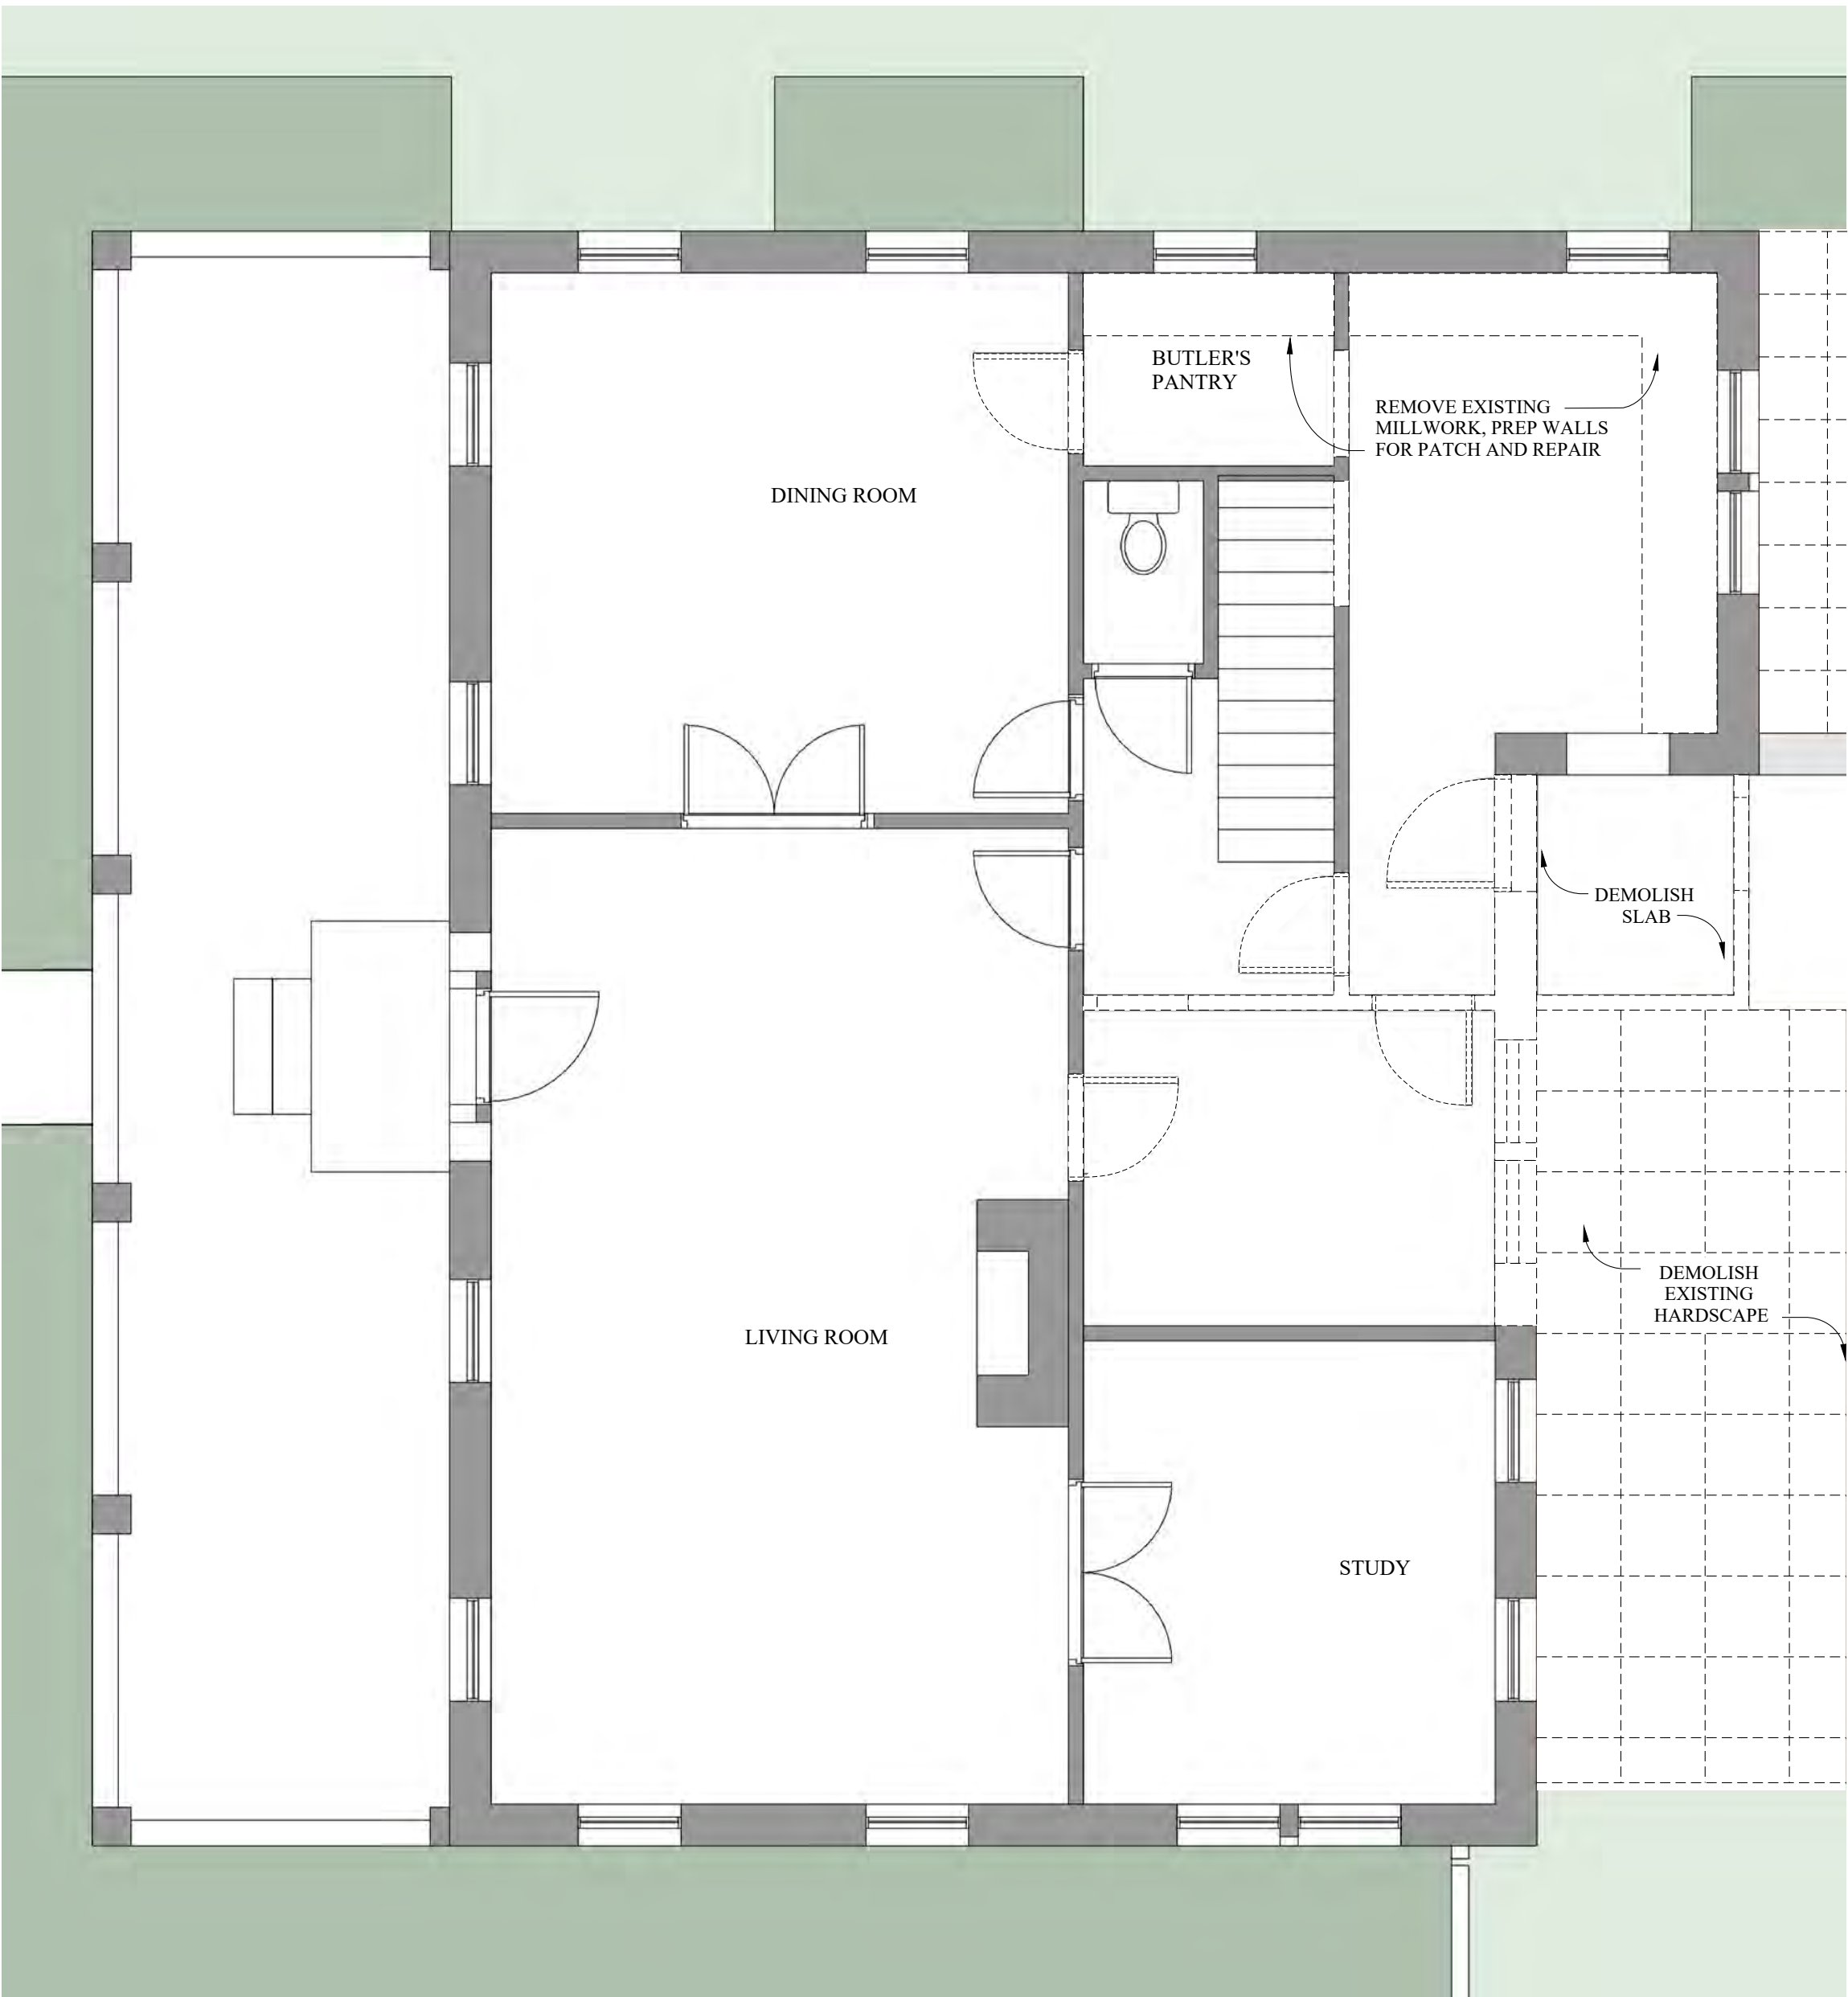 BUTLER'S
PANTRY
REMOVE EXISTING
MILLWORK, PREP WALLS
FOR PATCH AND REPAIR
DINING ROOM
DEMOLISH
SLAB
DEMOLISH
EXISTING
HARDSCAPE
LIVING ROOM
STUDY